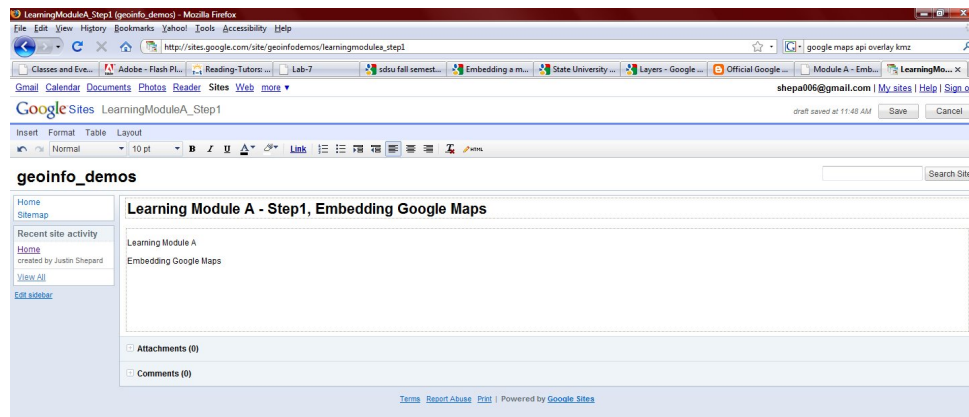 LearningModuleA_Step1 (geoinfo_demos) - Mozilla Firefox
File Edit View History Bookmarks Yahoo! Tools Accessibility Help
http://sites.google.com/site/geoinfodemos/learningmodulea_step1
google maps api overlay kmz
Classes and Eve... Adobe - Flash Pl... Reading-Tutors: ... Lab-7 sdsu fall semest... Embedding a m... State University ... Layers - Google ... Official Google ... Module A - Emb... LearningMo...
Gmail Calendar Documents Photos Reader Sites Web more ▼ shepa006@gmail.com | My sites | Help | Sign o
Google Sites LearningModuleA_Step1 draft saved at 11:48 AM Save Cancel
Insert Format Table Layout
Normal 10 pt B I U A Link HTML
geoinfo_demos Search Site
Home
Sitemap
Recent site activity
Home
created by Justin Shepard
View All
Edit sidebar
Learning Module A - Step1, Embedding Google Maps
Learning Module A
Embedding Google Maps
Attachments (0)
Comments (0)
Terms Report Abuse Print | Powered by Google Sites